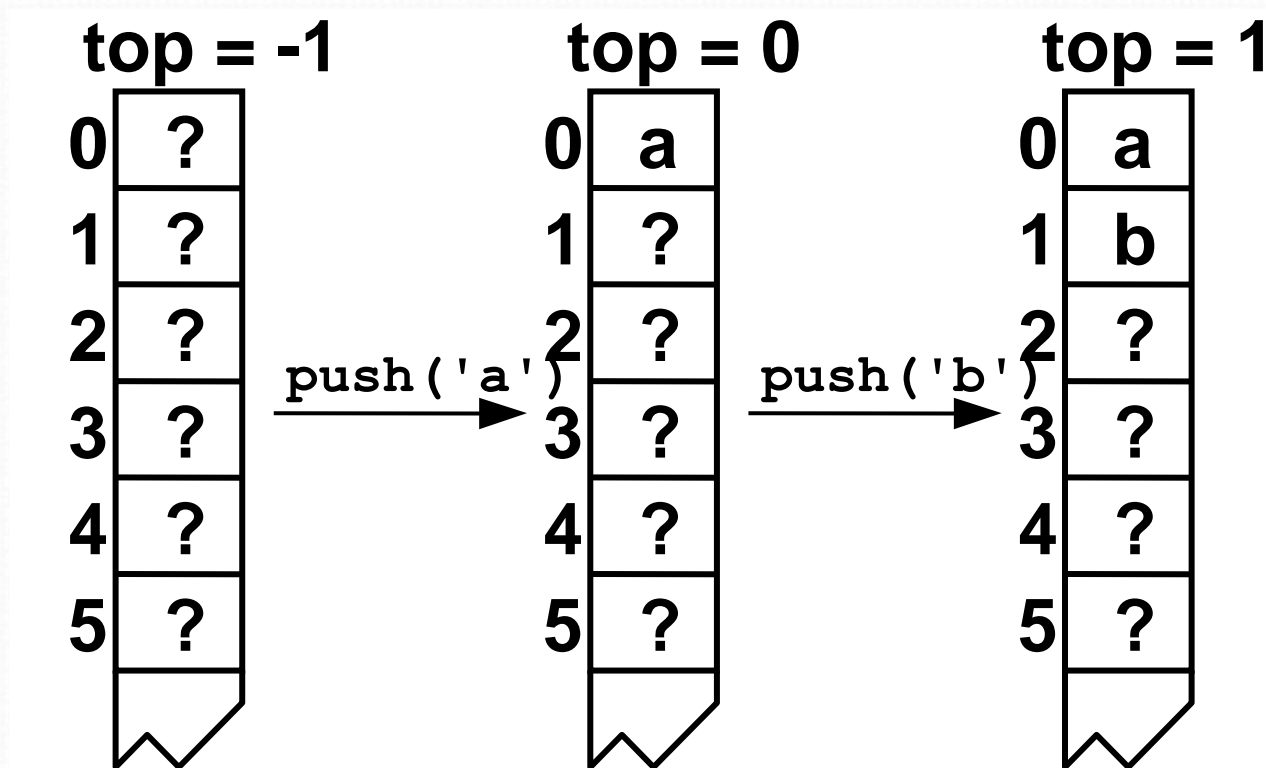 top = -1 top = 0 top = 1
0 ? 0 a 0 a
1 ? 1 ? 1 b
2 ? 2 ? 2 ?
push('a') push('b')
3 ? 3 ? 3 ?
4 ? 4 ? 4 ?
5 ? 5 ? 5 ?